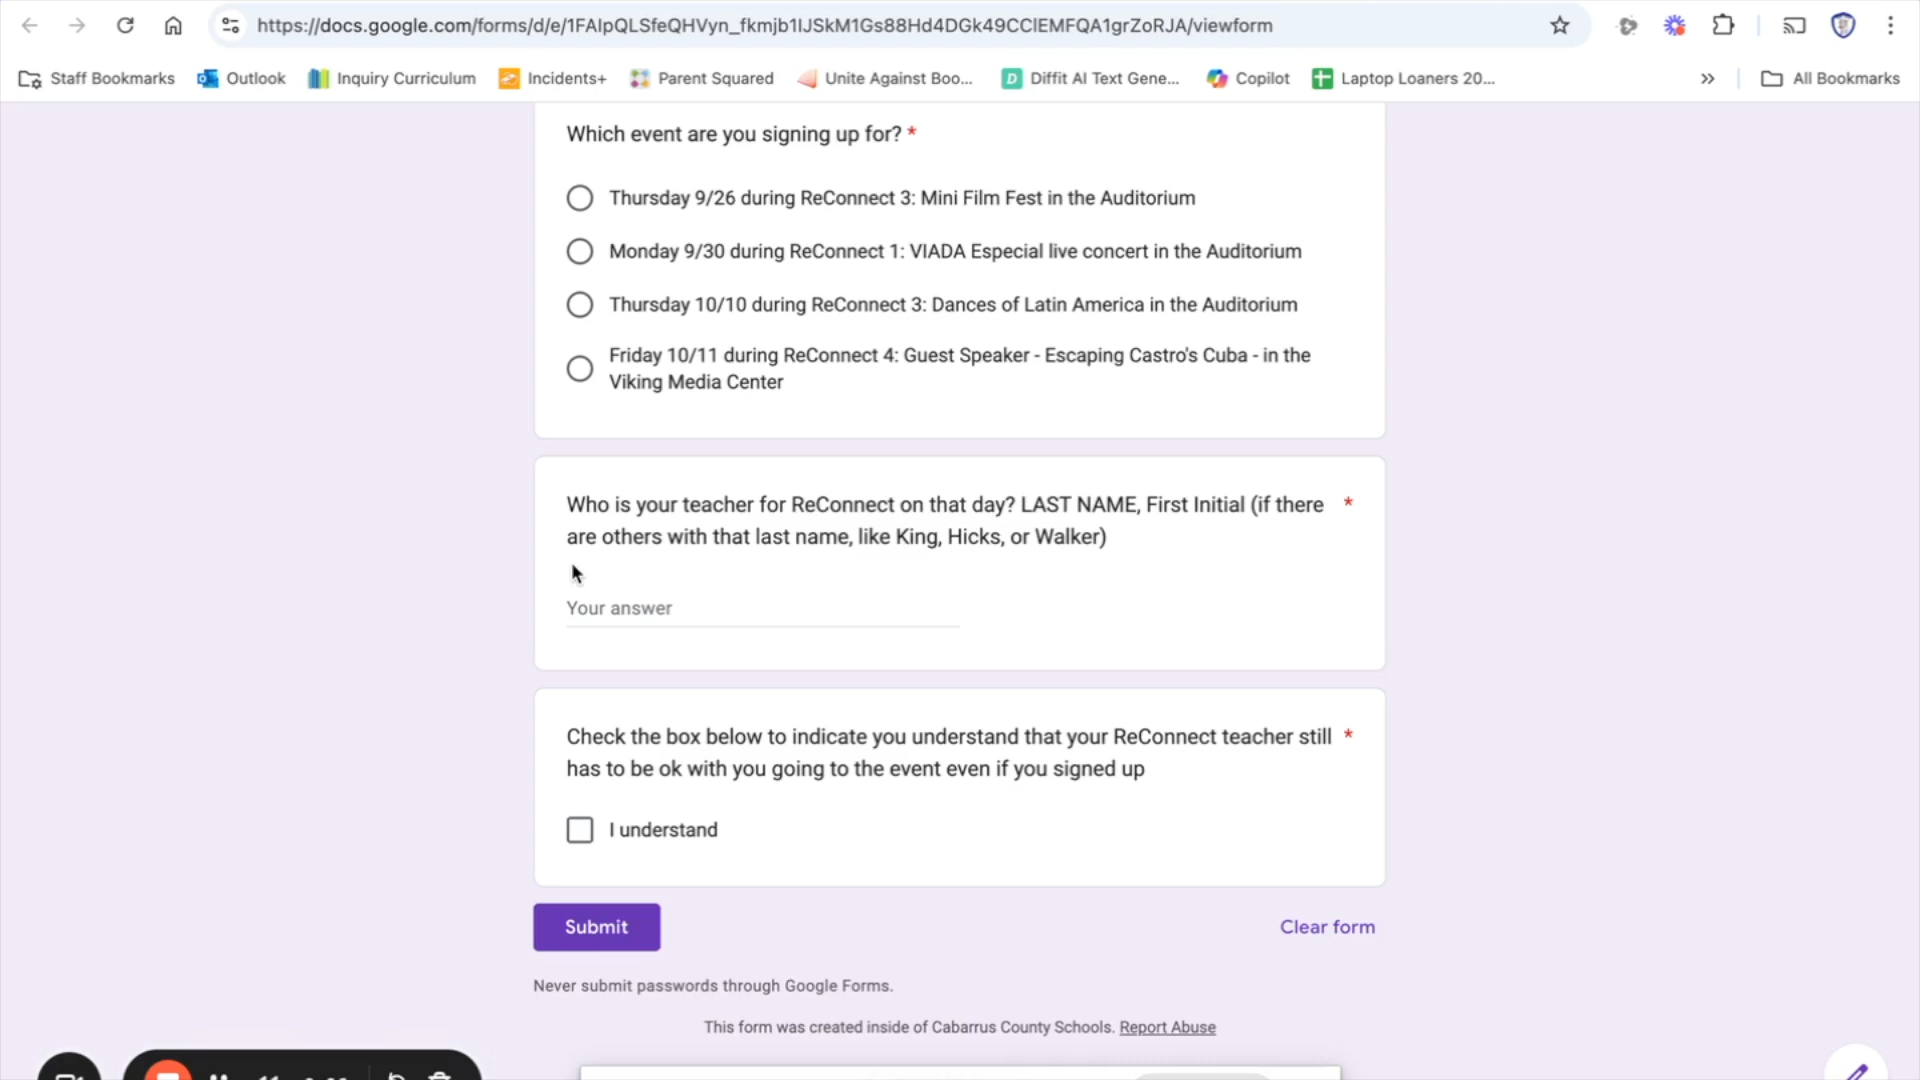 https://docs.google.com/forms/d/e/1FAIpQLSfeQHVyn_fkmjb1IJSkM1Gs88Hd4DGk49CClEMFQA1grZoRJA/viewform
Staff Bookmarks Outlook Inquiry Curriculum Incidents+ Parent Squared Unite Against Boo... Diffit AI Text Gene... Copilot Laptop Loaners 20... » All Bookmarks
Which event are you signing up for? *
Thursday 9/26 during ReConnect 3: Mini Film Fest in the Auditorium
Monday 9/30 during ReConnect 1: VIADA Especial live concert in the Auditorium
Thursday 10/10 during ReConnect 3: Dances of Latin America in the Auditorium
Friday 10/11 during ReConnect 4: Guest Speaker - Escaping Castro's Cuba - in the
Viking Media Center
Who is your teacher for ReConnect on that day? LAST NAME, First Initial (if there *
are others with that last name, like King, Hicks, or Walker)
Your answer
Check the box below to indicate you understand that your ReConnect teacher still *
has to be ok with you going to the event even if you signed up
I understand
Submit Clear form
Never submit passwords through Google Forms.
This form was created inside of Cabarrus County Schools. Report Abuse